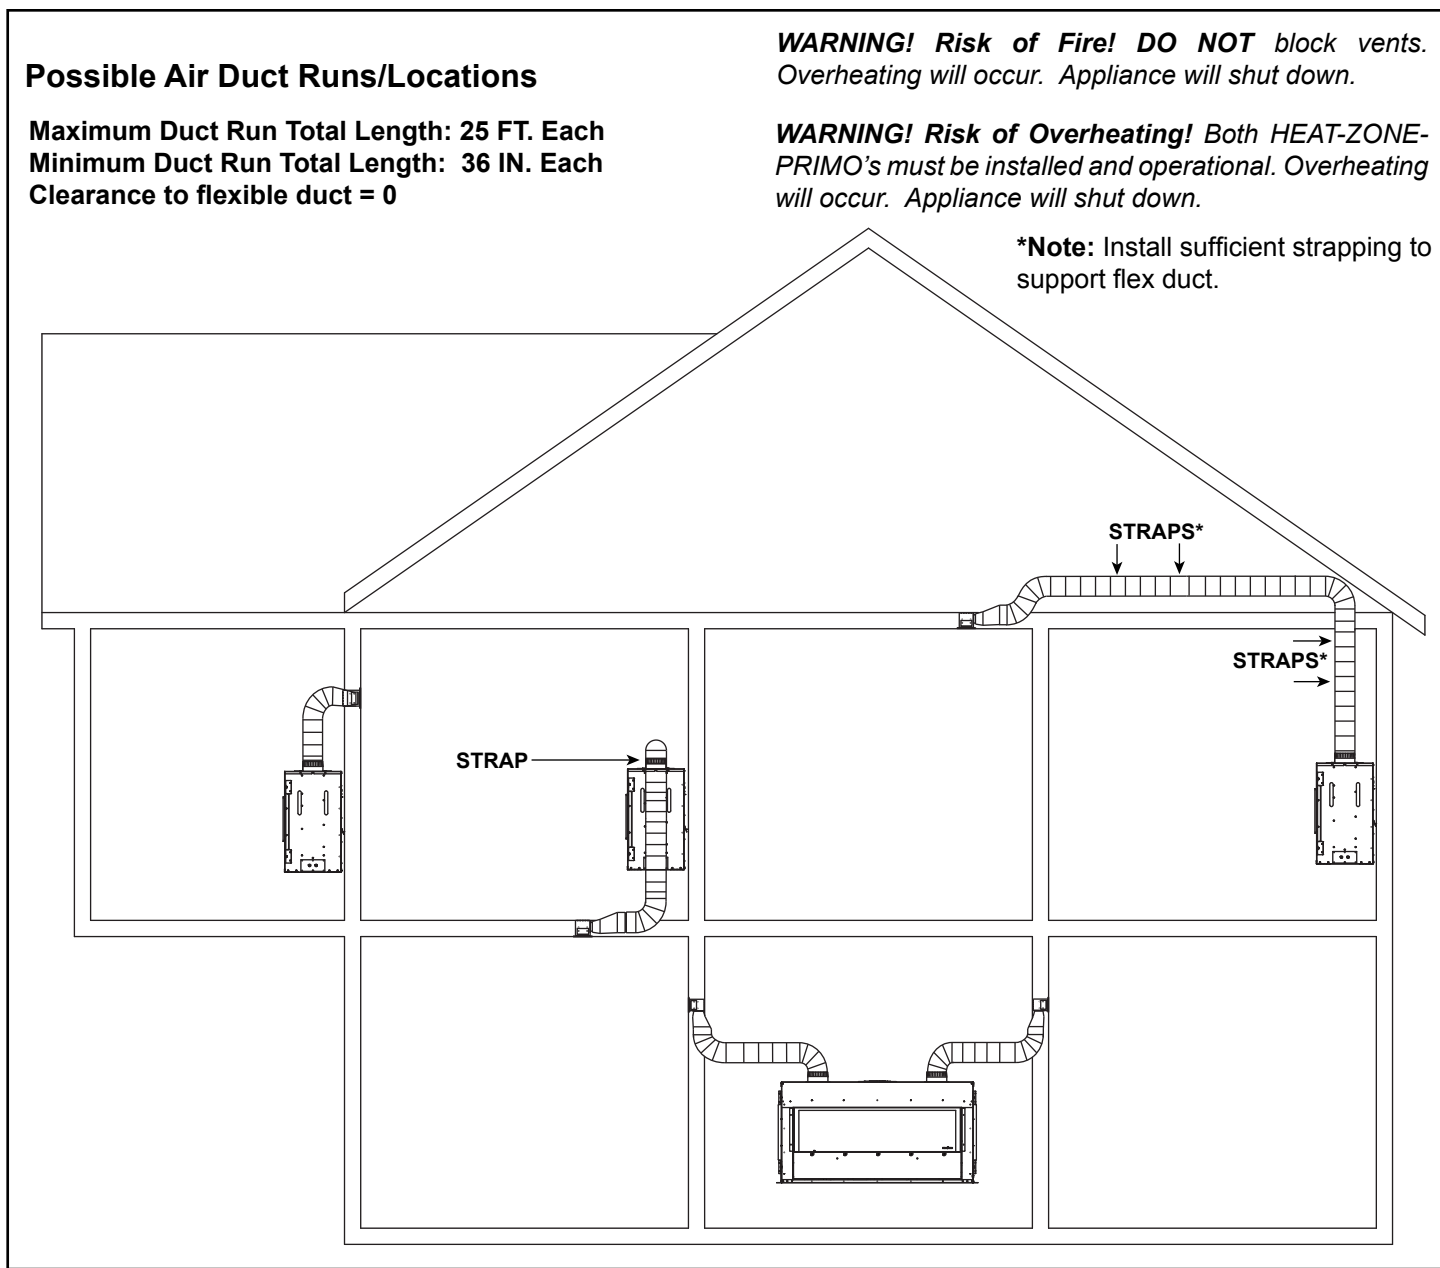 Possible Air Duct Runs/Locations
Maximum Duct Run Total Length: 25 FT. Each
Minimum Duct Run Total Length:  36 IN. Each
Clearance to flexible duct = 0
WARNING! Risk of Fire! DO NOT block vents.
Overheating will occur.  Appliance will shut down.
WARNING! Risk of Overheating! Both HEAT-ZONE-
PRIMO’s must be installed and operational. Overheating
will occur.  Appliance will shut down.
*Note: Install sufficient strapping to
support flex duct.
STRAPS*
STRAPS*
STRAP